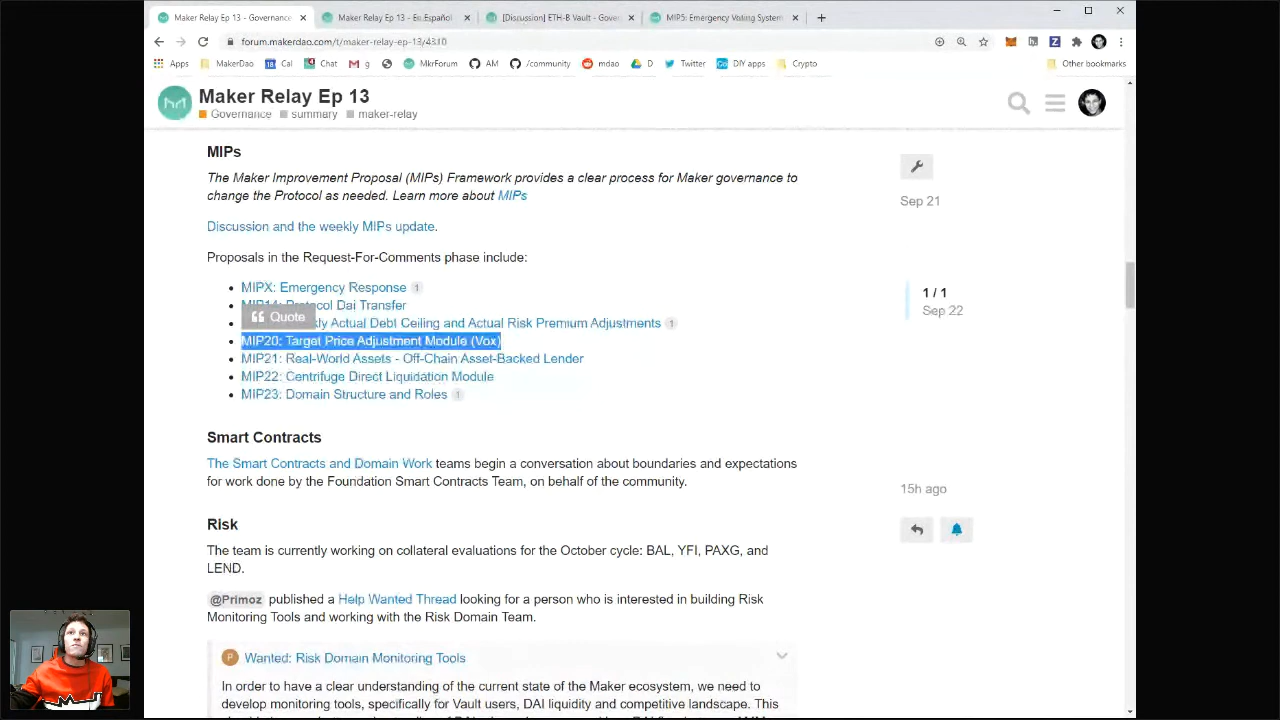 Maker Relay Ep 13 - Governance
Maker Relay Ep 13 - En Español
[Discussion] ETH-B Vault - Gover
MIP5: Emergency Voting System
forum.makerdao.com/t/maker-relay-ep-13/4310
Apps
MakerDao
Cal
Chat
g
MkrForum
AM
/community
mdao
D
Twitter
DIY apps
Crypto
Other bookmarks
Maker Relay Ep 13
Governance summary maker-relay
MIPs
The Maker Improvement Proposal (MIPs) Framework provides a clear process for Maker governance to
change the Protocol as needed. Learn more about MIPs
Discussion and the weekly MIPs update.
Proposals in the Request-For-Comments phase include:
MIPX: Emergency Response 1
MIP14: Protocol Dai Transfer
Quote
kly Actual Debt Ceiling and Actual Risk Premium Adjustments 1
MIP20: Target Price Adjustment Module (Vox)
MIP21: Real-World Assets - Off-Chain Asset-Backed Lender
MIP22: Centrifuge Direct Liquidation Module
MIP23: Domain Structure and Roles 1
Sep 21
1 / 1
Sep 22
15h ago
Smart Contracts
The Smart Contracts and Domain Work teams begin a conversation about boundaries and expectations
for work done by the Foundation Smart Contracts Team, on behalf of the community.
Risk
The team is currently working on collateral evaluations for the October cycle: BAL, YFI, PAXG, and
LEND.
@Primoz published a Help Wanted Thread looking for a person who is interested in building Risk
Monitoring Tools and working with the Risk Domain Team.
P
Wanted: Risk Domain Monitoring Tools
In order to have a clear understanding of the current state of the Maker ecosystem, we need to
develop monitoring tools, specifically for Vault users, DAI liquidity and competitive landscape. This